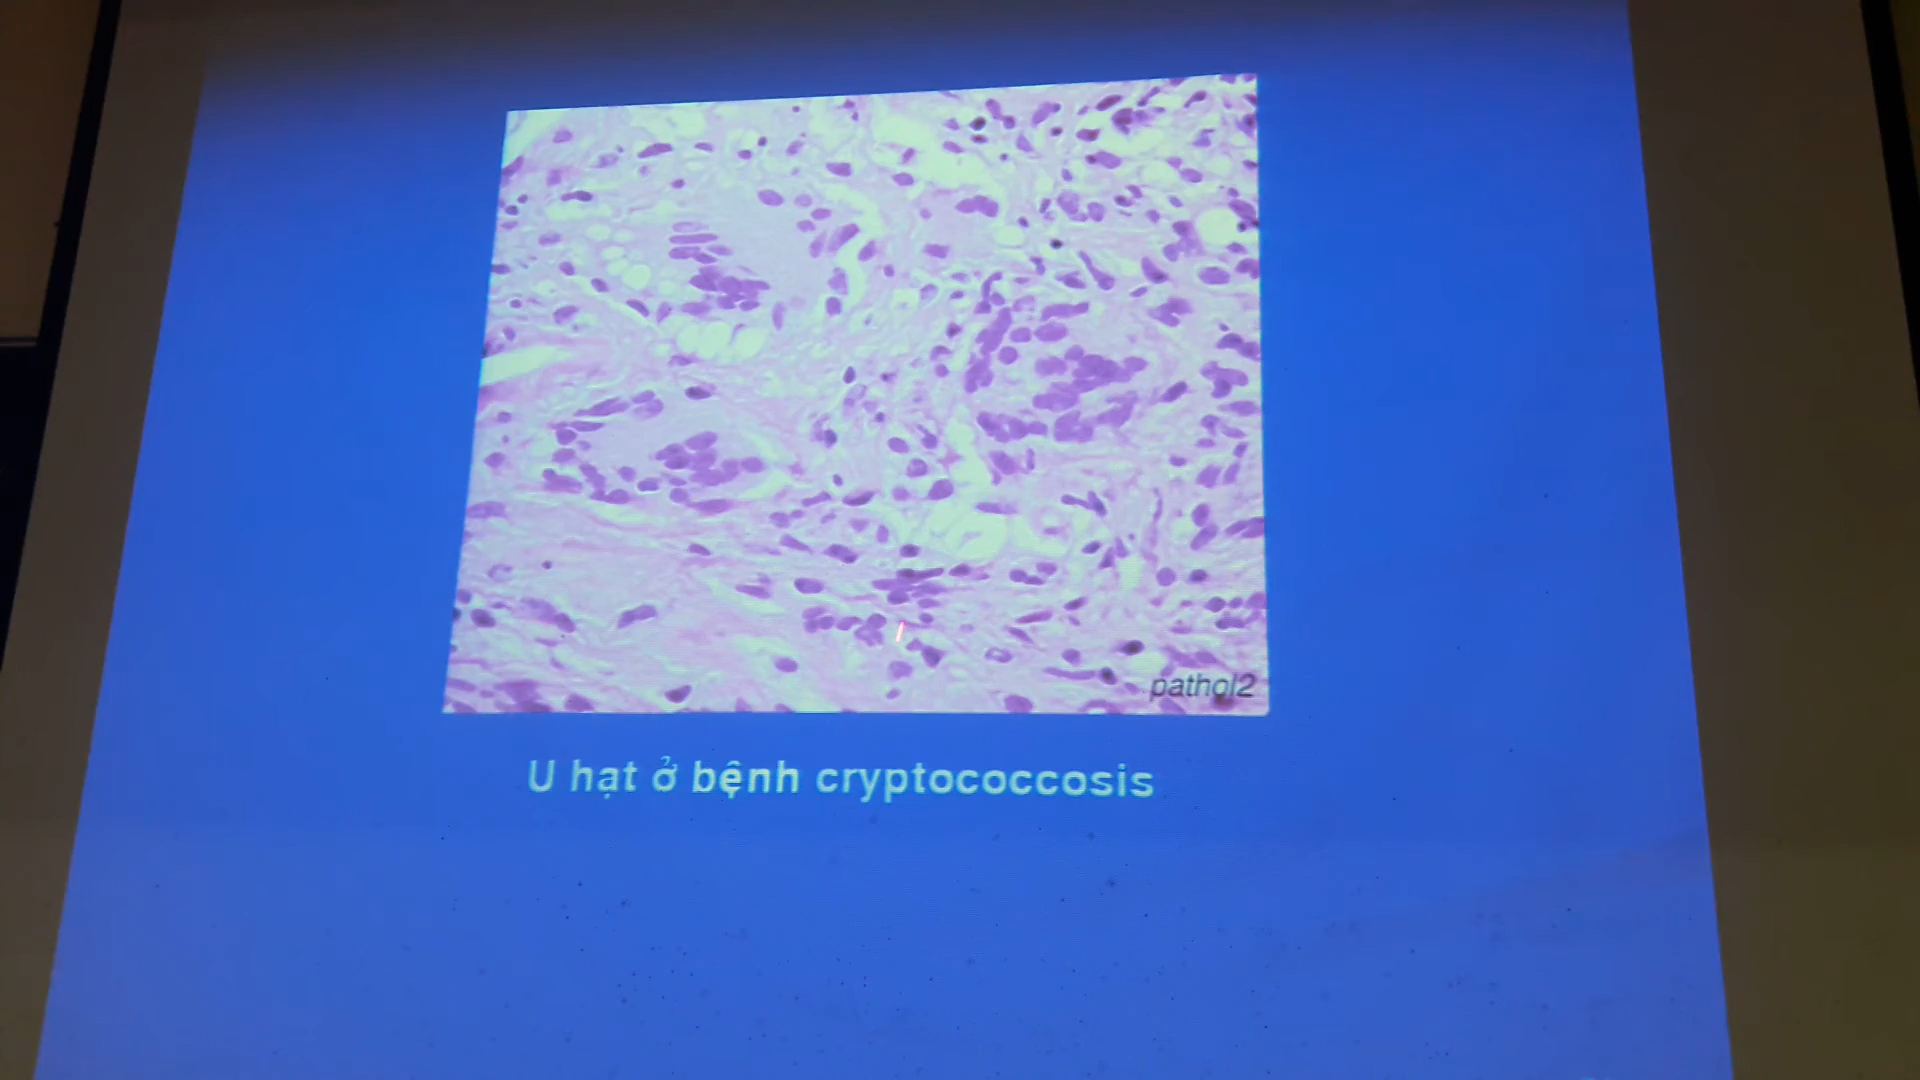 pathol2
U hạt ở bệnh cryptococcosis